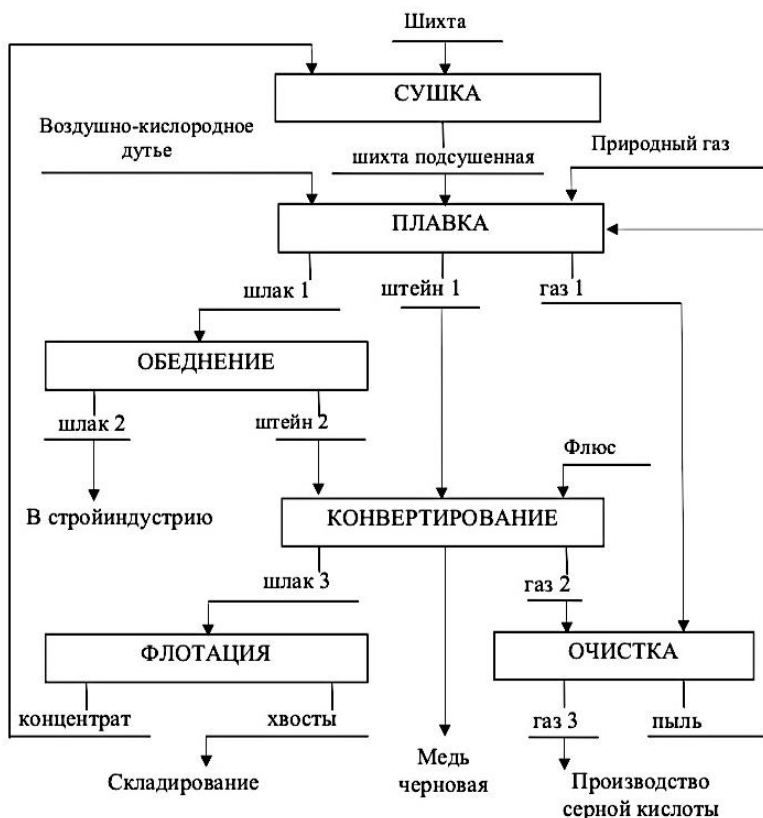 Шихта
СУШКА
Воздушно-кислородное
дутье
шихта подсушенная
Природный газ
ПЛАВКА
шлак 1
штейн 1
газ 1
ОБЕДНЕНИЕ
шлак 2
штейн 2
Флюс
В стройиндустрию
КОНВЕРТИРОВАНИЕ
шлак 3
газ 2
ФЛОТАЦИЯ
ОЧИСТКА
концентрат
хвосты
газ 3
пыль
Складирование
Медь
черновая
Производство
серной кислоты